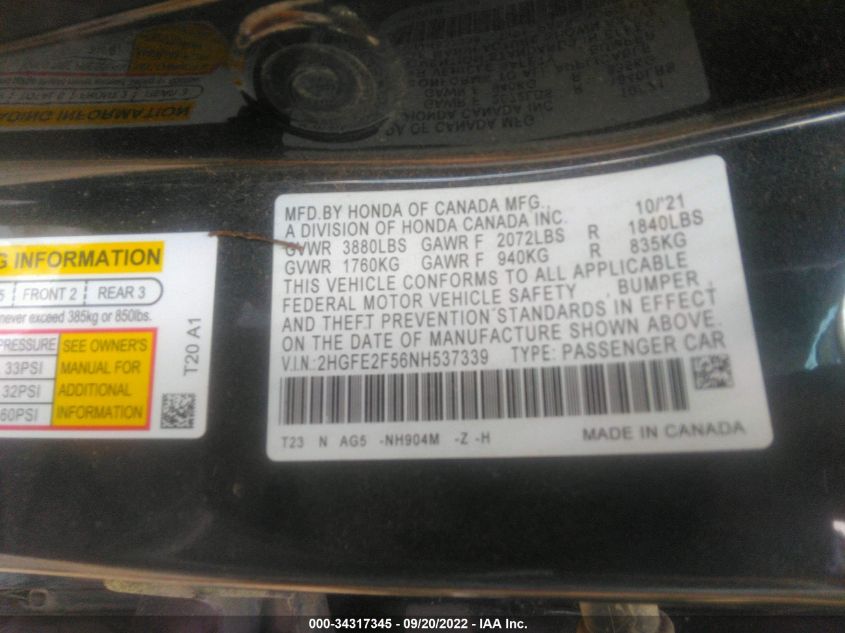 MFD.BY HONDA OF CANADA MFG., 10/'21
A DIVISION OF HONDA CANADA INC.
GVWR 3880LBS GAWR F 2072LBS R 1840LBS
GVWR 1760KG GAWR F 940KG R 835KG
THIS VEHICLE CONFORMS TO ALL APPLICABLE
FEDERAL MOTOR VEHICLE SAFETY , BUMPER ,
AND THEFT PREVENTION STANDARDS IN EFFECT
ON THE DATE OF MANUFACTURE SHOWN ABOVE.
V.I.N.:2HGFE2F56NH537339 TYPE: PASSENGER CAR
T23 N AG5 -NH904M -Z -H MADE IN CANADA
G INFORMATION
5 FRONT 2 REAR 3
never exceed 385kg or 850lbs.
PRESSURE SEE OWNER'S
33PSI MANUAL FOR
32PSI ADDITIONAL
60PSI INFORMATION
T20 A1
000-34317345 - 09/20/2022 - IAA Inc.